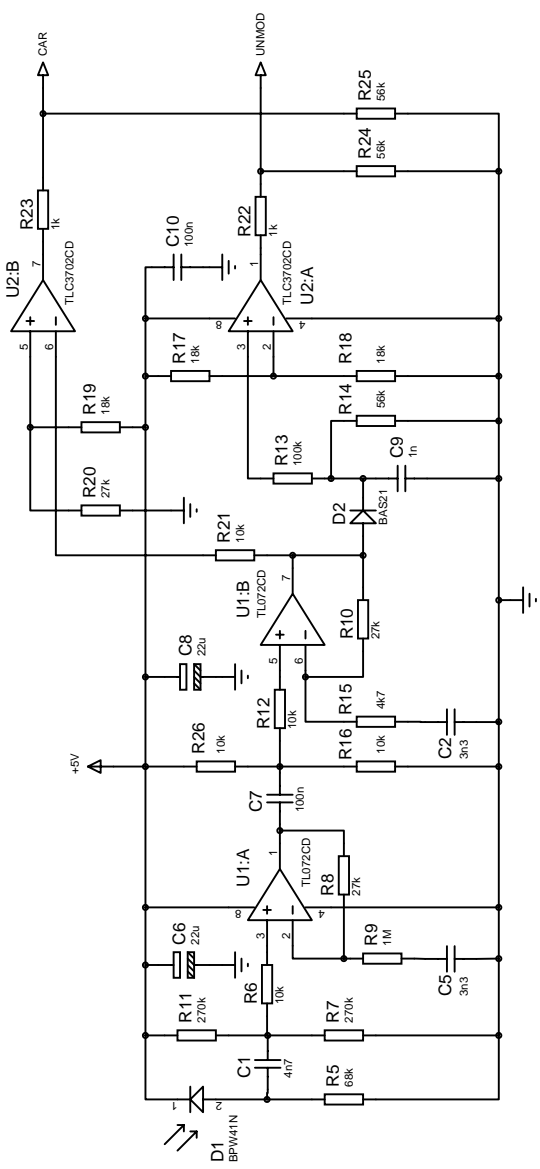 +5V
CAR
UNMOD
D1
BPW41N
1
2
R5
68k
C1
4n7
R11
270k
R7
270k
R6
10k
C6
22u
U1:A
TL072CD
3
2
8
4
1
R8
27k
R9
1M
C5
3n3
C7
100n
R26
10k
R16
10k
R12
10k
C8
22u
U1:B
TL072CD
5
6
7
R15
4k7
C2
3n3
R10
27k
R21
10k
D2
BAS21
R20
27k
R19
18k
R13
100k
C9
1n
R14
56k
R17
18k
R18
18k
U2:B
TLC3702CD
5
6
7
U2:A
TLC3702CD
3
2
8
4
1
C10
100n
R23
1k
R22
1k
R24
56k
R25
56k